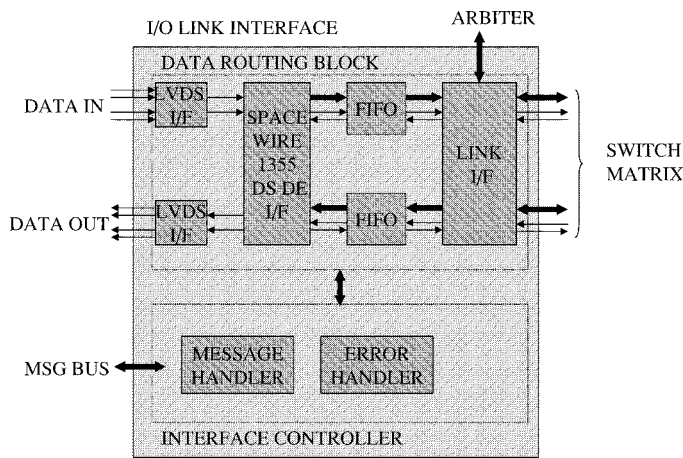 ARBITER
I/O LINK INTERFACE
DATA ROUTING BLOCK
DATA IN
LVDS
I/F
SPACE
WIRE
1355
DS DE
I/F
FIFO
LINK
I/F
SWITCH
MATRIX
DATA OUT
LVDS
I/F
FIFO
MSG BUS
MESSAGE
HANDLER
ERROR
HANDLER
INTERFACE CONTROLLER